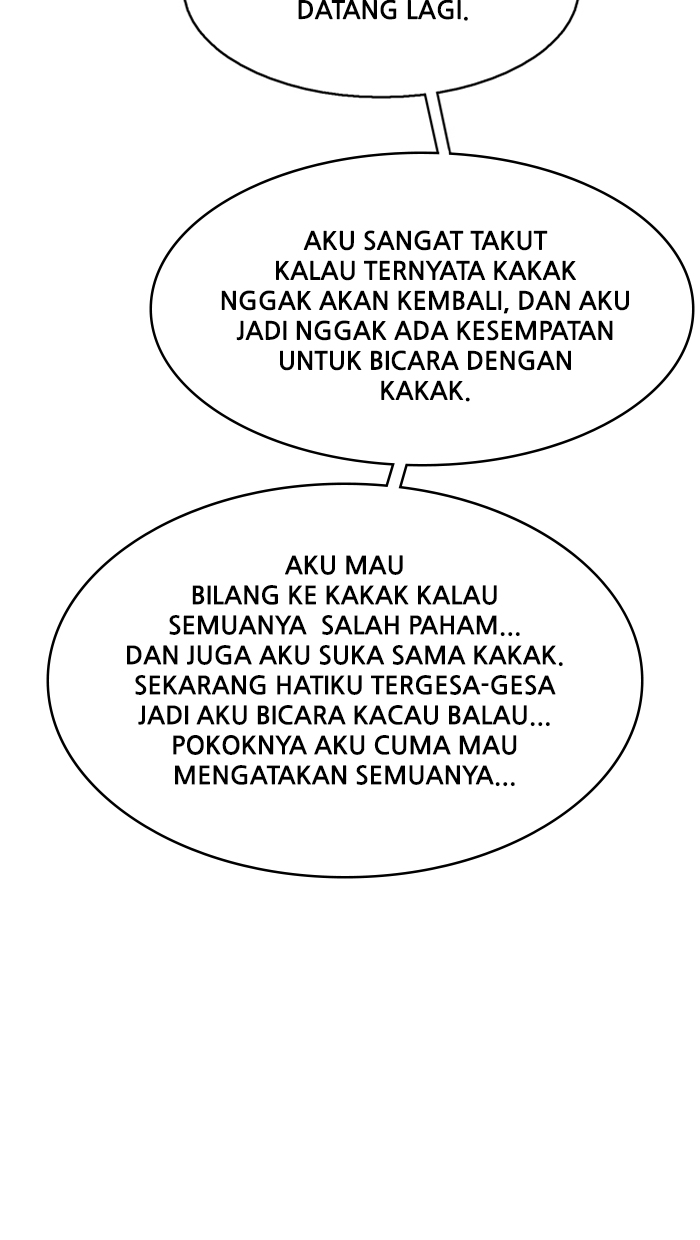 DATANG LAGI.
AKU SANGAT TAKUT
KALAU TERNYATA KAKAK
NGGAK AKAN KEMBALI, DAN AKU
JADI NGGAK ADA KESEMPATAN
UNTUK BICARA DENGAN
KAKAK.
AKU MAU
BILANG KE KAKAK KALAU
SEMUANYA  SALAH PAHAM...
DAN JUGA AKU SUKA SAMA KAKAK.
SEKARANG HATIKU TERGESA-GESA
JADI AKU BICARA KACAU BALAU...
POKOKNYA AKU CUMA MAU
MENGATAKAN SEMUANYA...